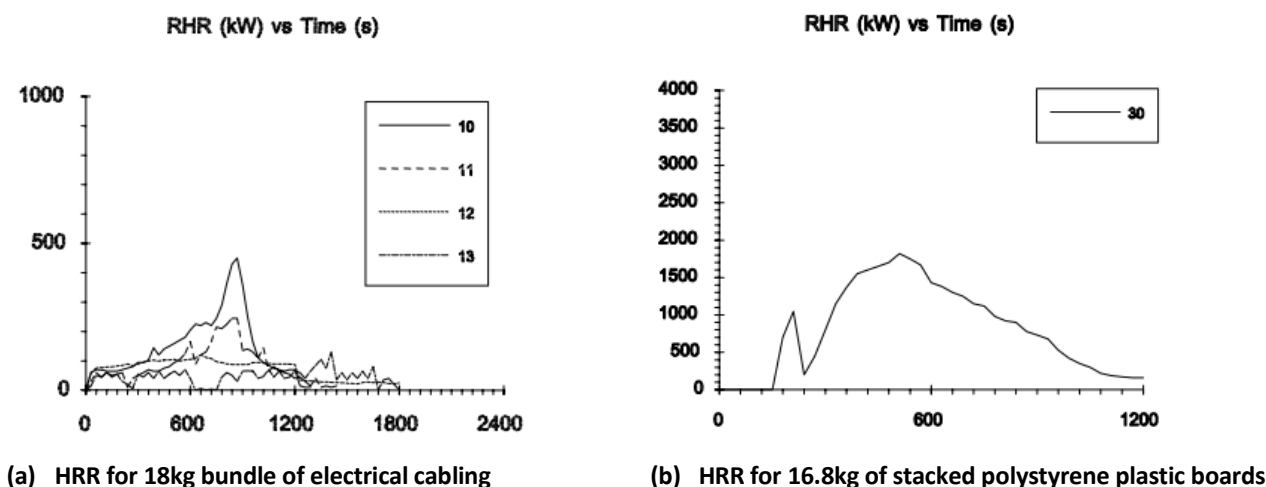 RHR (kW) vs Time (s)
1000
500
0
0 600 1200 1800 2400
10
11
12
13
(a) HRR for 18kg bundle of electrical cabling
RHR (kW) vs Time (s)
4000
3500
3000
2500
2000
1500
1000
500
0
0 600 1200
30
(b) HRR for 16.8kg of stacked polystyrene plastic boards